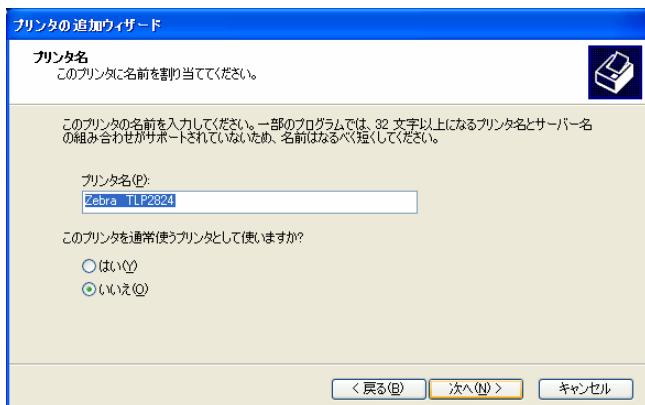 プリンタの追加ウィザード
プリンタ名
このプリンタに名前を割り当ててください。
このプリンタの名前を入力してください。一部のプログラムでは、32 文字以上になるプリンタ名とサーバー名
の組み合わせがサポートされていないため、名前はなるべく短くしてください。
プリンタ名(P):
Zebra TLP2824
このプリンタを通常使うプリンタとして使いますか?
はい(Y)
いいえ(O)
< 戻る(B)
次へ(N) >
キャンセル